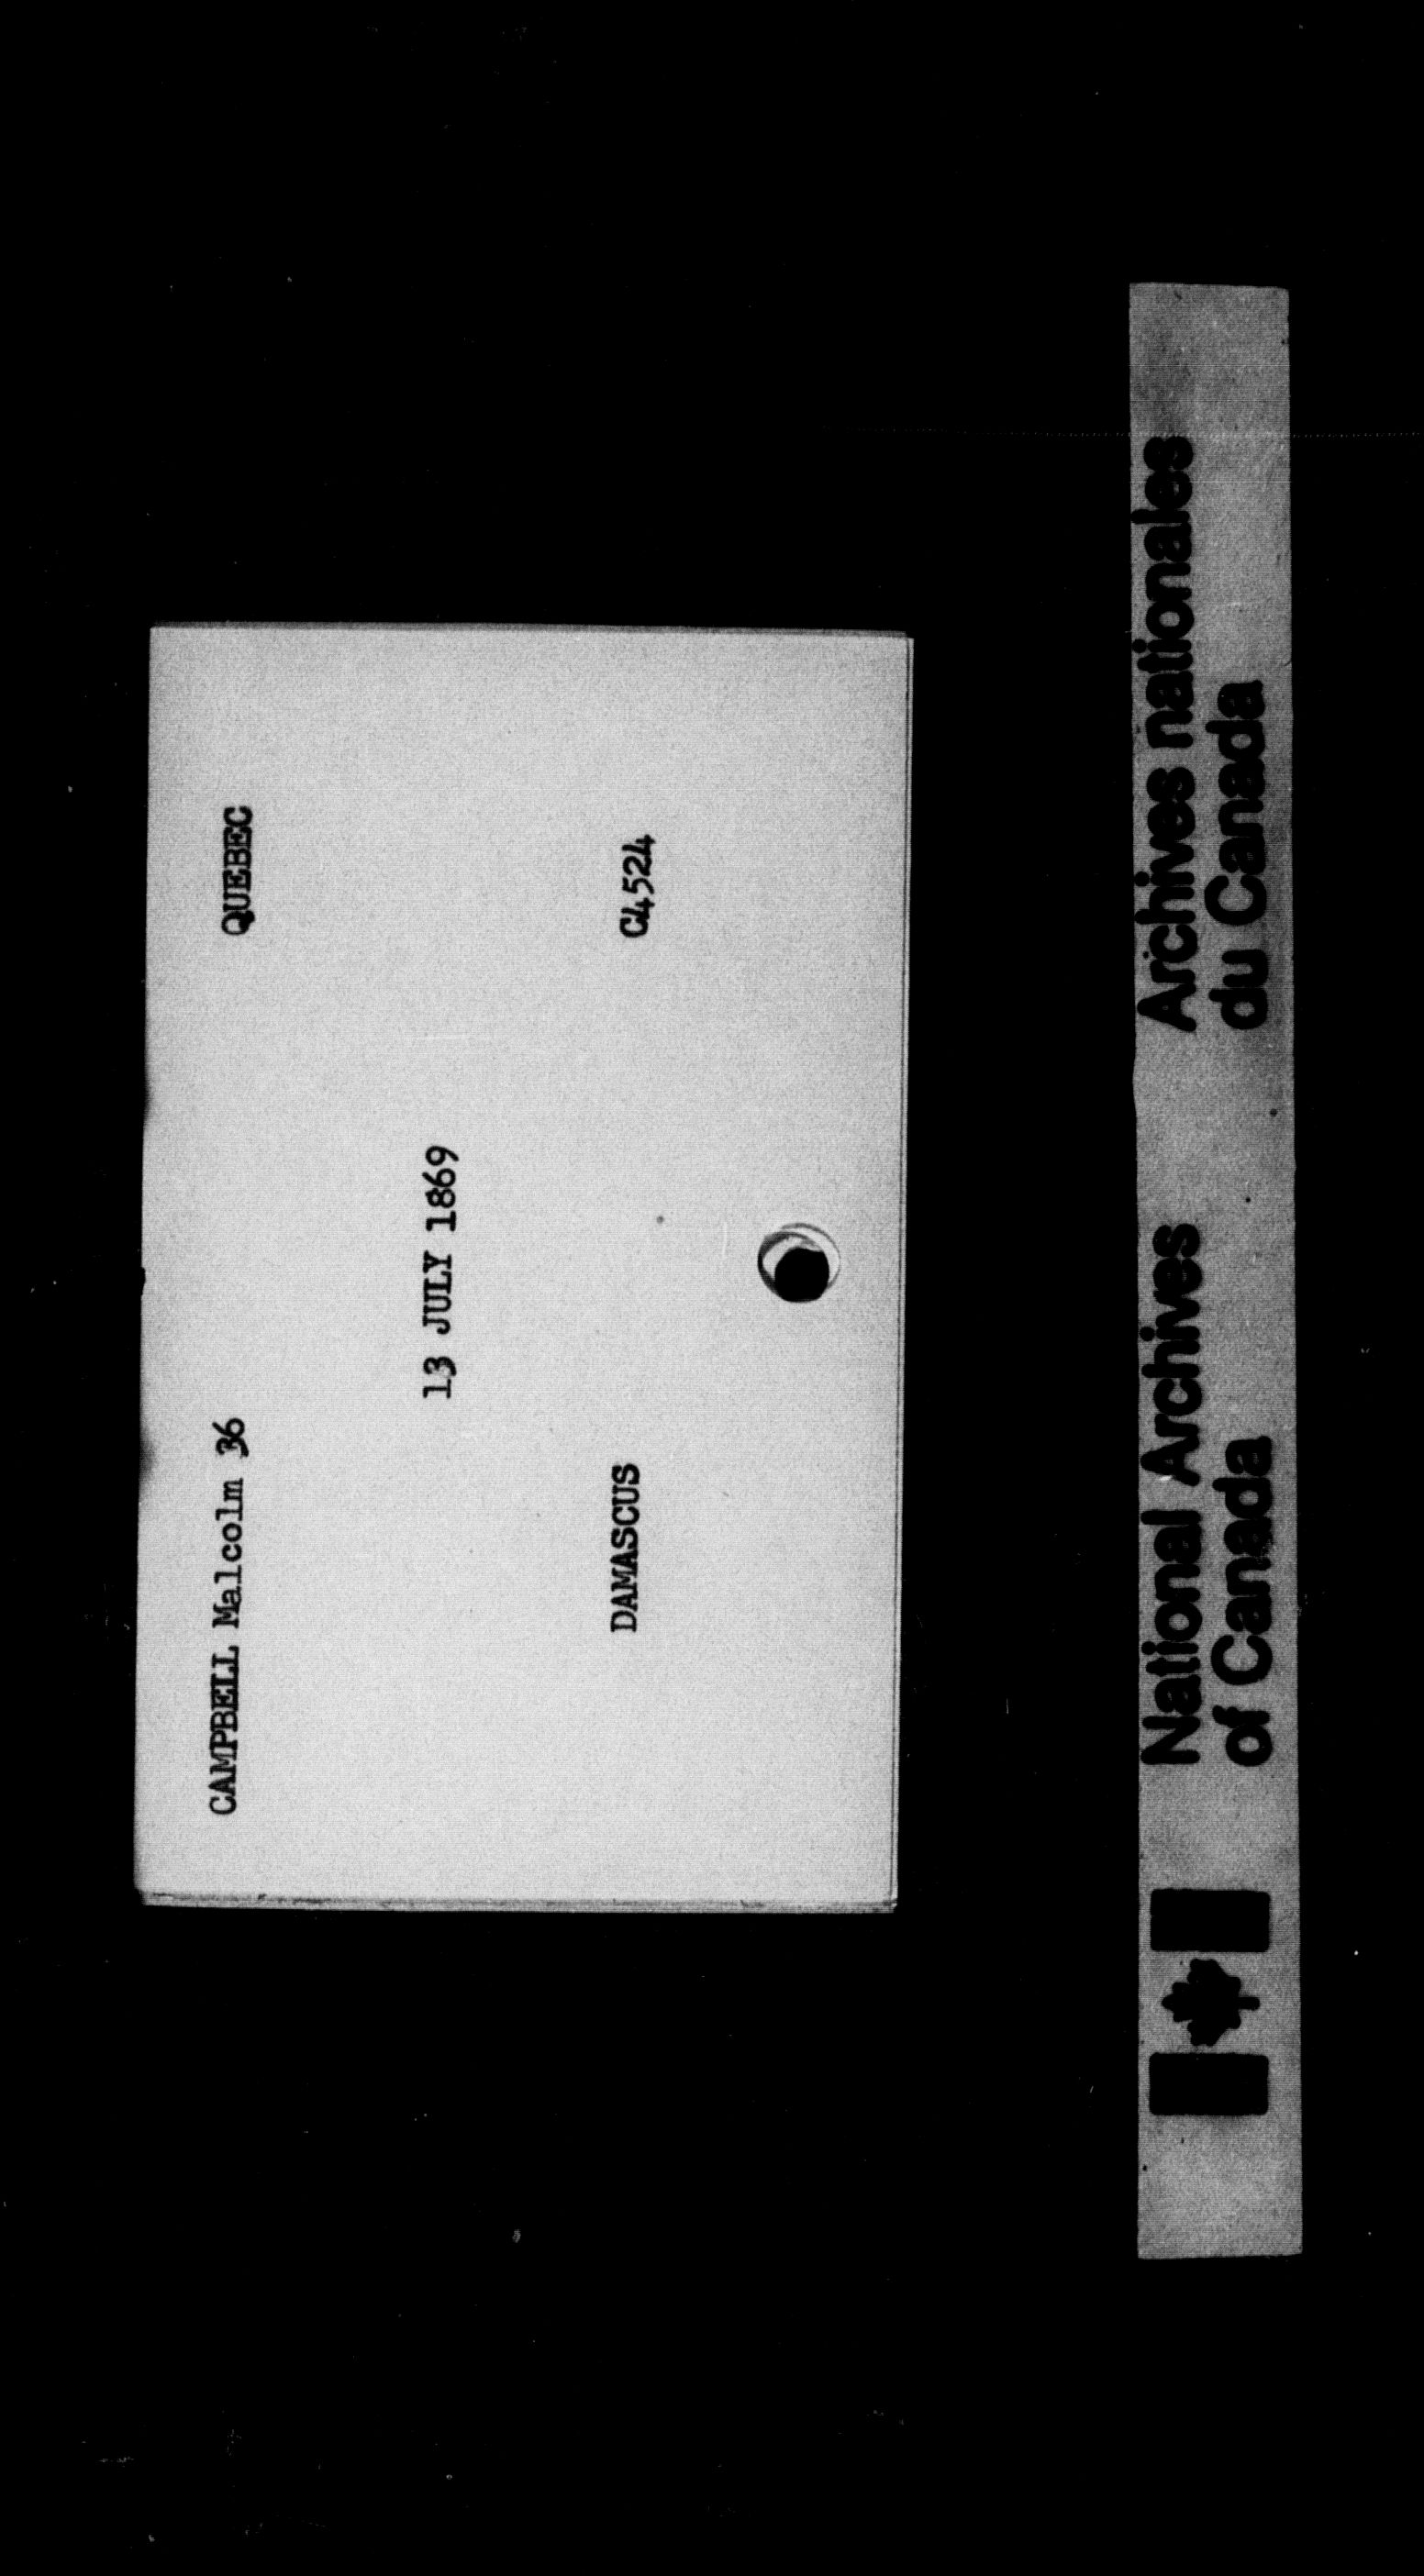 CAMPBELL Malcolm 36 QUEBEC
13 JULY 1869
DAMASCUS C4524
National Archives of Canada
Archives nationales du Canada